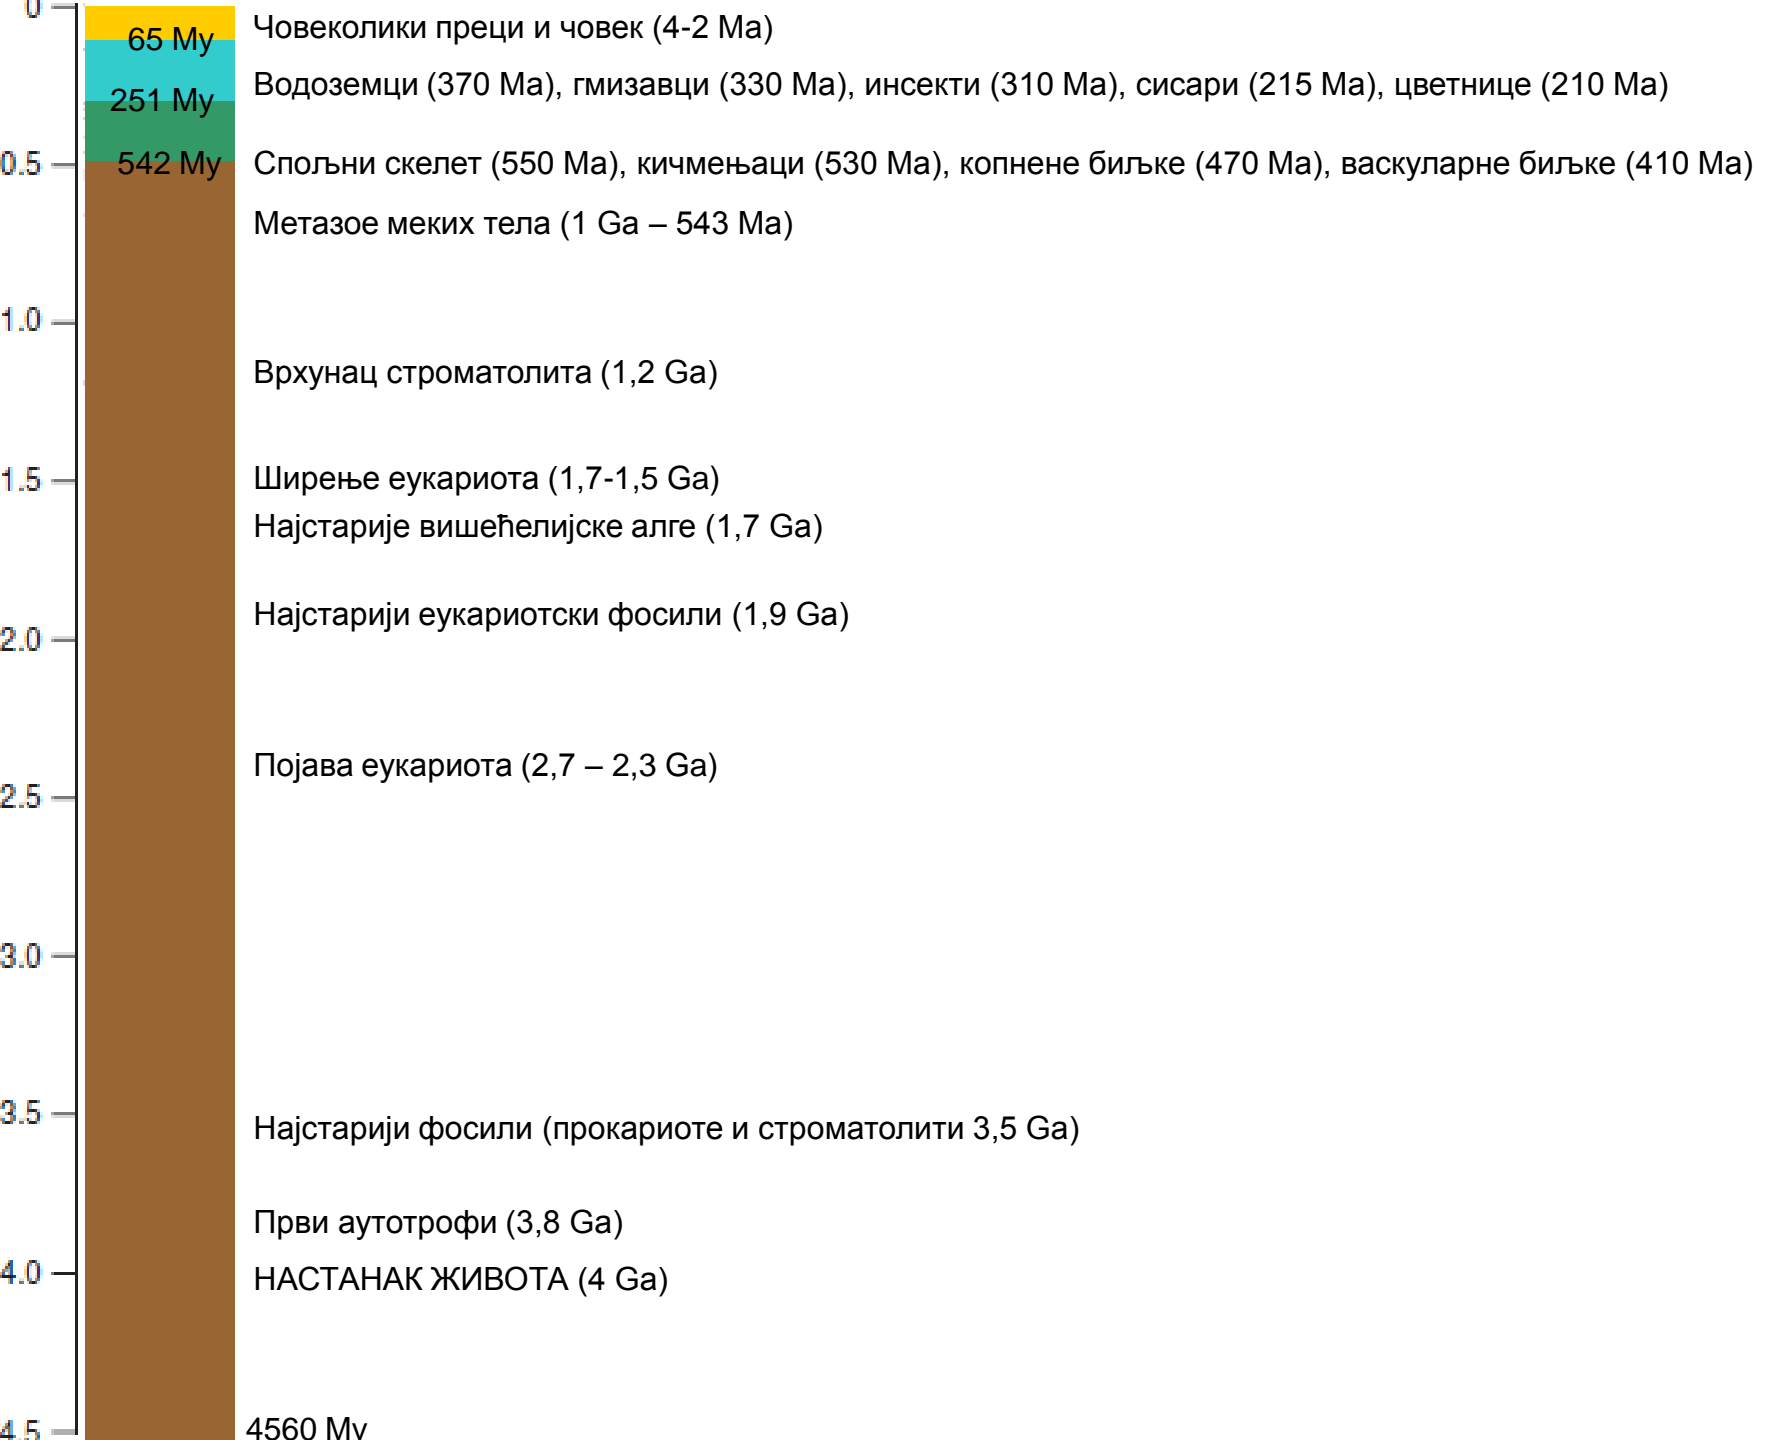 0
65 My Човеколики преци и човек (4-2 Ma)
Водоземци (370 Ma), гмизавци (330 Ma), инсекти (310 Ma), сисари (215 Ma), цветнице (210 Ma)
251 My
0.5 542 My Спољни скелет (550 Ma), кичмењаци (530 Ma), копнене биљке (470 Ma), васкуларне биљке (410 Ma)
Метазое меких тела (1 Ga – 543 Ma)
1.0
Врхунац строматолита (1,2 Ga)
1.5 Ширење еукариота (1,7-1,5 Ga)
Најстарије вишећелијске алге (1,7 Ga)
Најстарији еукариотски фосили (1,9 Ga)
2.0
Појава еукариота (2,7 – 2,3 Ga)
2.5
3.0
3.5 Најстарији фосили (прокариоте и строматолити 3,5 Ga)
Први аутотрофи (3,8 Ga)
4.0 НАСТАНАК ЖИВОТА (4 Ga)
4.5 4560 My